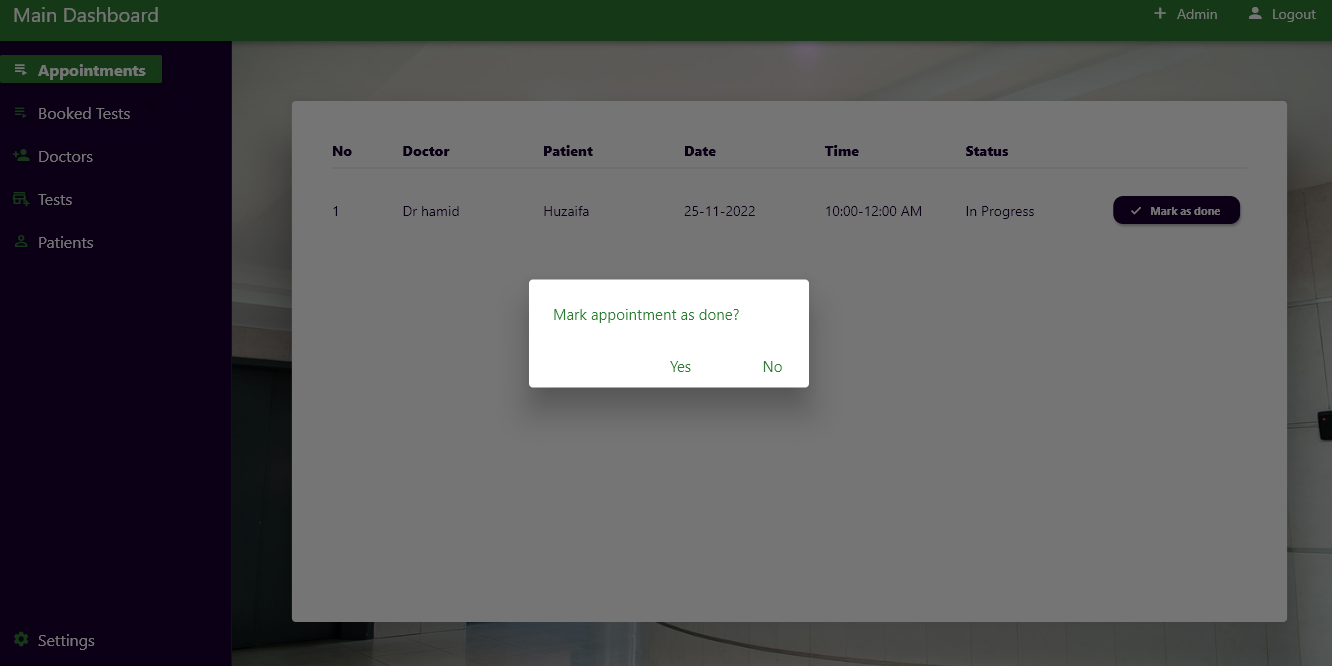 Main Dashboard
Admin
Logout
Appointments
Booked Tests
Doctors
Tests
Patients
Settings
No Doctor Patient Date Time Status
1 Dr hamid Huzaifa 25-11-2022 10:00-12:00 AM In Progress Mark as done
Mark appointment as done?
Yes No